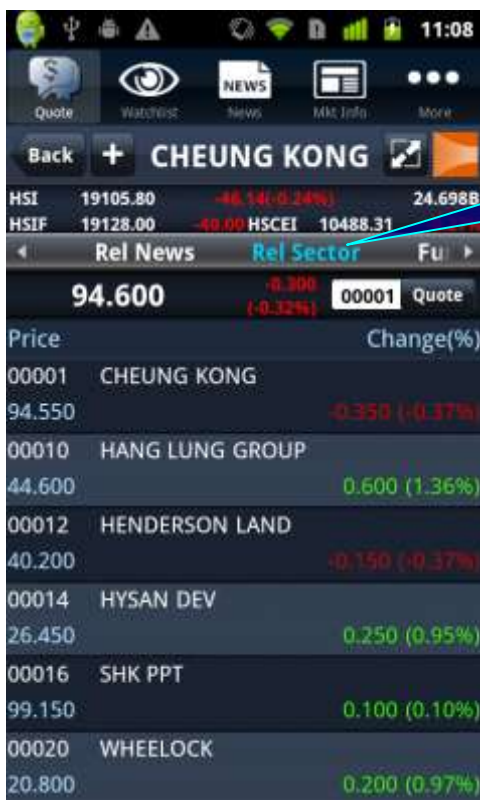 11:08
NEWS
Quote Watchlist News Mkt Info More
Back + CHEUNG KONG
HSI 19105.80 -46.14(-0.24%) 24.698B
HSIF 19128.00 -40.00 HSCEI 10488.31
Rel News Rel Sector Fu
94.600 -0.300 (-0.32%) 00001 Quote
Price Change(%)
00001 CHEUNG KONG
94.550 -0.350 (-0.37%)
00010 HANG LUNG GROUP
44.600 0.600 (1.36%)
00012 HENDERSON LAND
40.200 -0.150 (-0.37%)
00014 HYSAN DEV
26.450 0.250 (0.95%)
00016 SHK PPT
99.150 0.100 (0.10%)
00020 WHEELOCK
20.800 0.200 (0.97%)